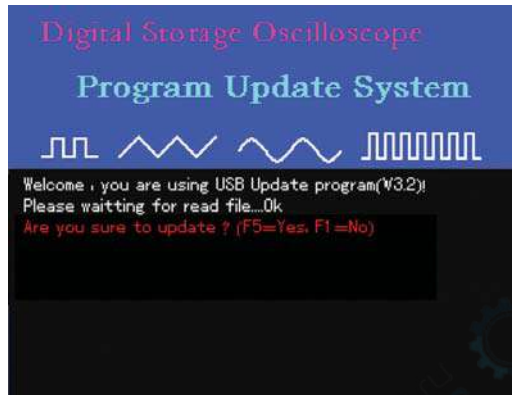 Digital Storage Oscilloscope
Program Update System
Welcome , you are using USB Update program(V3.2)!
Please waitting for read file....Ok
Are you sure to update ? (F5=Yes, F1=No)